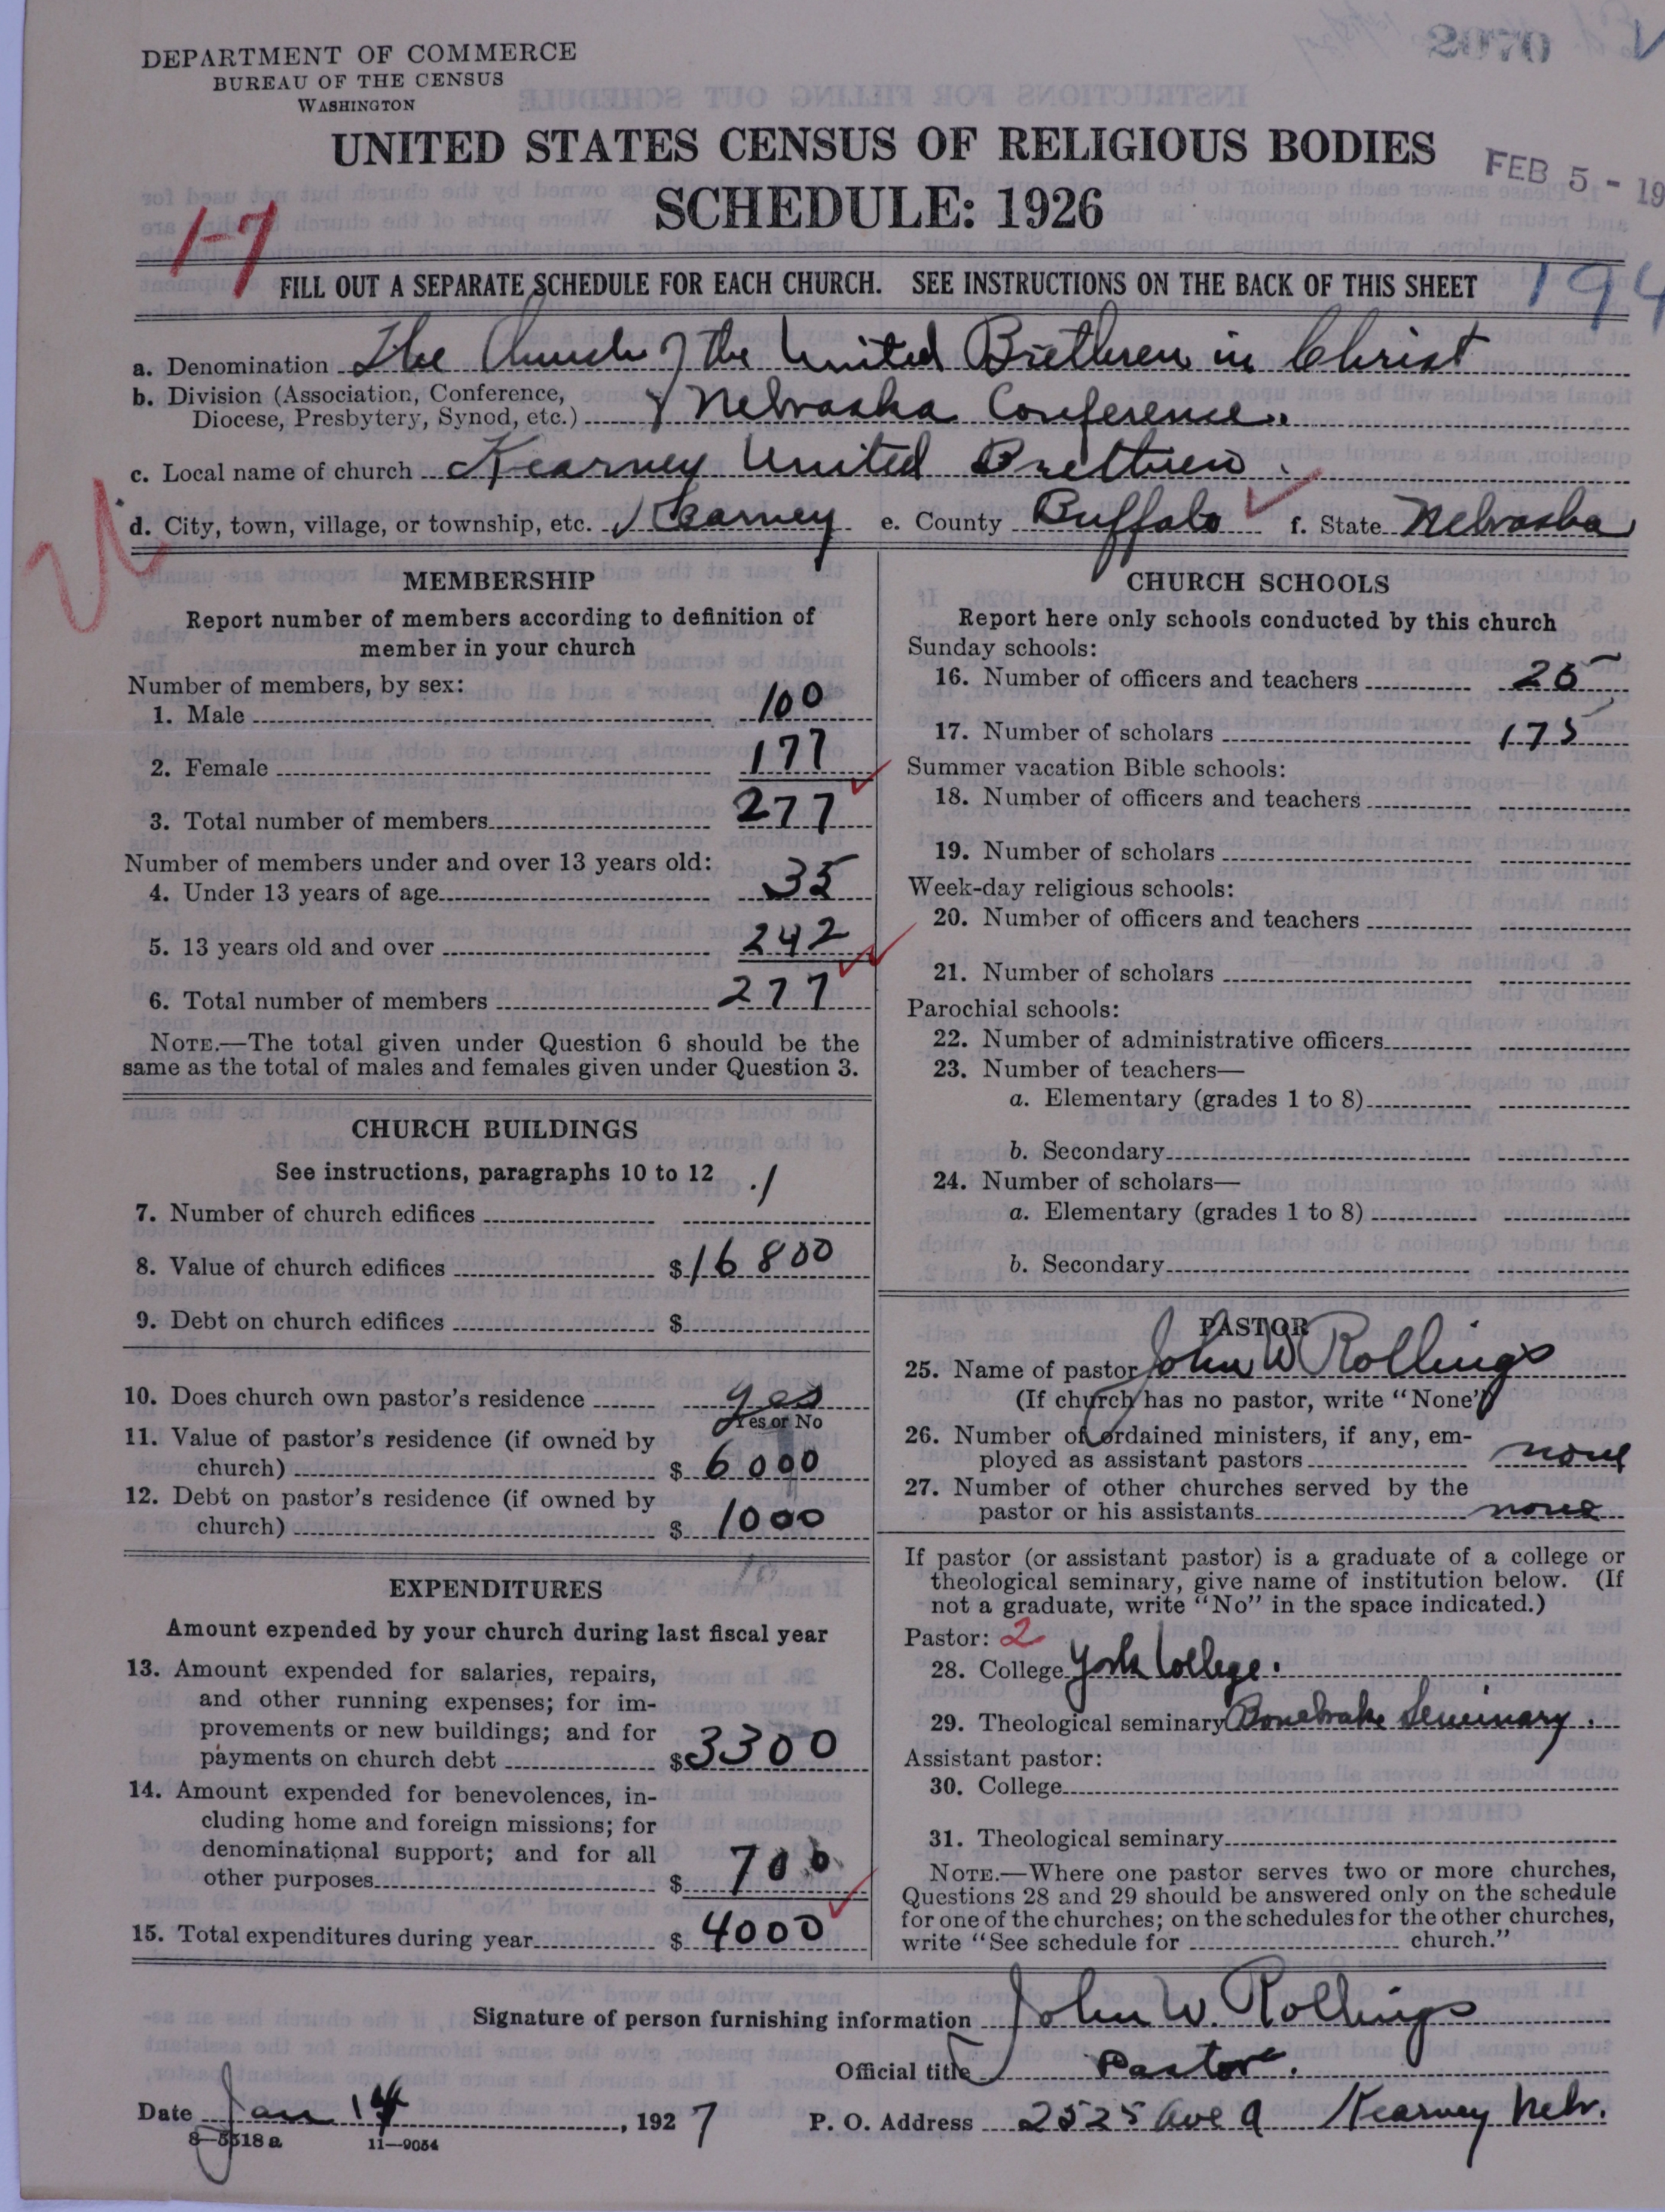 DEPARTMENT OF COMMERCE
BUREAU OF THE CENSUS
WASHINGTON
UNITED STATES CENSUS OF RELIGIOUS BODIES
SCHEDULE: 1926
FEB 5 - 19
17
FILL OUT A SEPARATE SCHEDULE FOR EACH CHURCH. SEE INSTRUCTIONS ON THE BACK OF THIS SHEET
194
a. Denomination The Church of the United Brethren in Christ
b. Division (Association, Conference,
Diocese, Presbytery, Synod, etc.) Nebraska Conference.
c. Local name of church Kearney United Brethren.
d. City, town, village, or township, etc. Kearney e. County Buffalo f. State Nebraska
MEMBERSHIP
Report number of members according to definition of
member in your church
Number of members, by sex:
1. Male 100
2. Female 177
3. Total number of members 277
Number of members under and over 13 years old:
4. Under 13 years of age 35
5. 13 years old and over 242
6. Total number of members 277
NOTE.—The total given under Question 6 should be the
same as the total of males and females given under Question 3.
CHURCH BUILDINGS
See instructions, paragraphs 10 to 12
7. Number of church edifices 1
8. Value of church edifices $16800
9. Debt on church edifices $
10. Does church own pastor's residence yes
Yes or No
11. Value of pastor's residence (if owned by
church) $ 6000
12. Debt on pastor's residence (if owned by
church) $ 1000
EXPENDITURES
Amount expended by your church during last fiscal year
13. Amount expended for salaries, repairs,
and other running expenses; for im-
provements or new buildings; and for
payments on church debt $3300
14. Amount expended for benevolences, in-
cluding home and foreign missions; for
denominational support; and for all
other purposes $ 700
15. Total expenditures during year $ 4000
CHURCH SCHOOLS
Report here only schools conducted by this church
Sunday schools:
16. Number of officers and teachers 25
17. Number of scholars 175
Summer vacation Bible schools:
18. Number of officers and teachers
19. Number of scholars
Week-day religious schools:
20. Number of officers and teachers
21. Number of scholars
Parochial schools:
22. Number of administrative officers
23. Number of teachers—
a. Elementary (grades 1 to 8)
b. Secondary
24. Number of scholars—
a. Elementary (grades 1 to 8)
b. Secondary
PASTOR
25. Name of pastor John W Rollings
(If church has no pastor, write "None")
26. Number of ordained ministers, if any, em-
ployed as assistant pastors none
27. Number of other churches served by the
pastor or his assistants none
If pastor (or assistant pastor) is a graduate of a college or
theological seminary, give name of institution below. (If
not a graduate, write "No" in the space indicated.)
Pastor: 2
28. College York College.
29. Theological seminary Bonebrake Seminary.
Assistant pastor:
30. College
31. Theological seminary
NOTE.—Where one pastor serves two or more churches,
Questions 28 and 29 should be answered only on the schedule
for one of the churches; on the schedules for the other churches,
write "See schedule for church."
Signature of person furnishing information John W. Rollings
Official title Pastor.
Date Jan 14, 1927 P. O. Address 2525 Ave A Kearney Nebr.
8—5518 a 11—9054